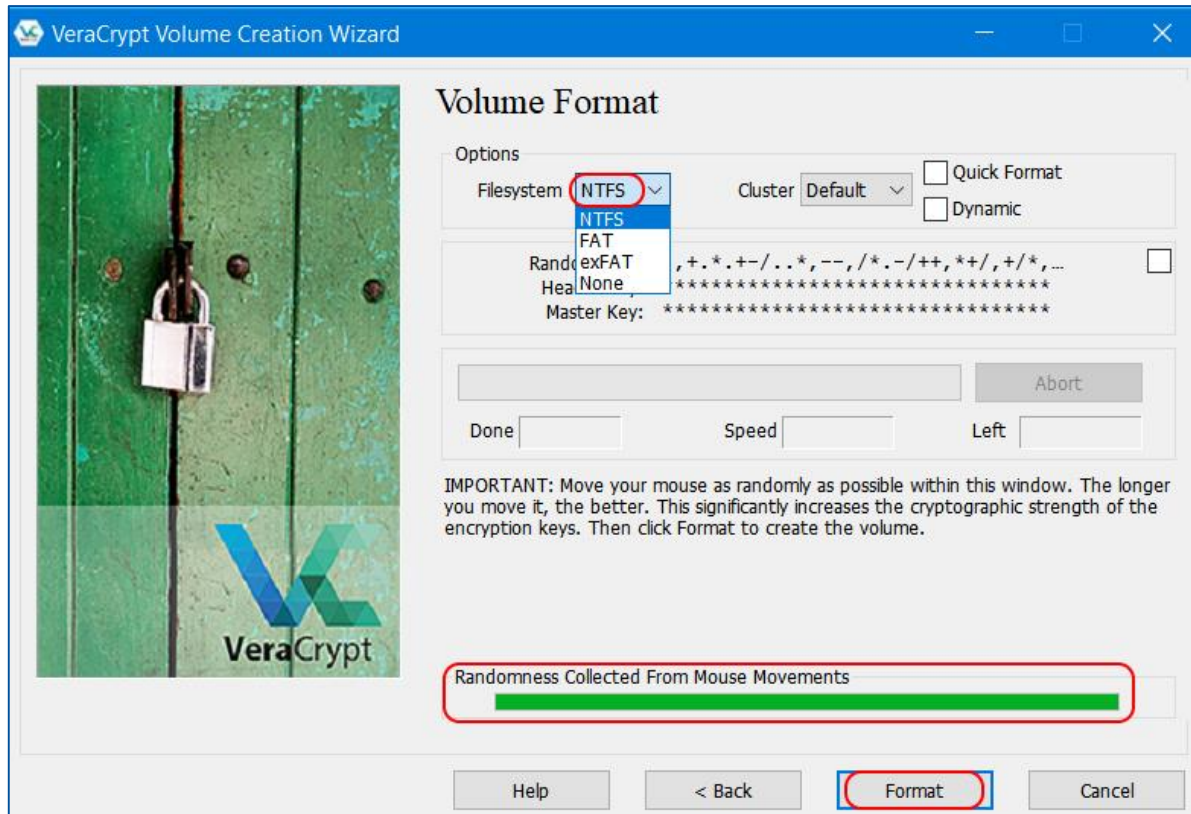 VeraCrypt Volume Creation Wizard
Volume Format
Options
Filesystem NTFS Cluster Default Quick Format
Dynamic
NTFS
FAT
exFAT
None
,+.*.+-/..*,--,/*.-/++,*+/,+/*,…
Master Key: ********************************
Abort
Done Speed Left
IMPORTANT: Move your mouse as randomly as possible within this window. The longer
you move it, the better. This significantly increases the cryptographic strength of the
encryption keys. Then click Format to create the volume.
VeraCrypt
Randomness Collected From Mouse Movements
Help < Back Format Cancel